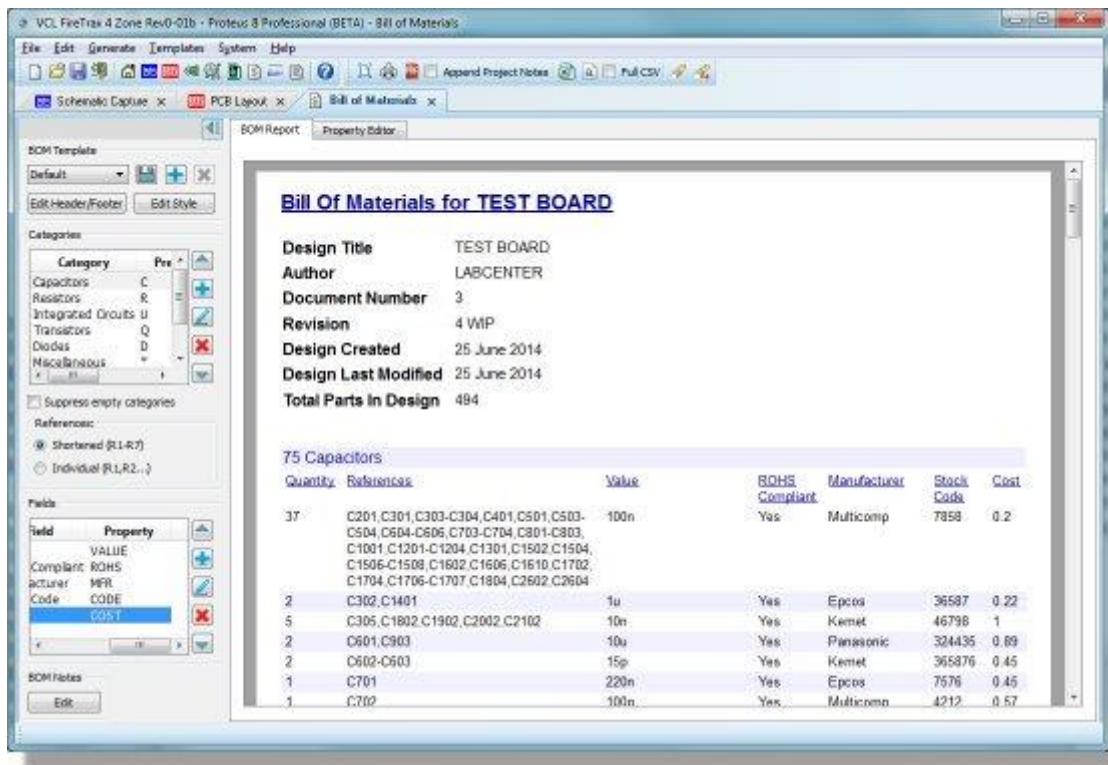 VCL FireTrax 4 Zone Rev0-01b - Proteus 8 Professional (BETA) - Bill of Materials
File Edit Generate Templates System Help
Append Project Notes Full CSV
Schematic Capture x PCB Layout x Bill of Materials x
BOM Report Property Editor
BOM Template
Default
Edit Header/Footer Edit Style
Categories
Category Pre
Capacitors C
Resistors R
Integrated Circuits U
Transistors Q
Diodes D
Miscellaneous *
Suppress empty categories
References:
Shortened (R1-R7)
Individual (R1,R2...)
Fields
Field Property
VALUE
Compliant ROHS
acturer MFR
Code CODE
COST
BOM Notes
Edit
Bill Of Materials for TEST BOARD
Design Title TEST BOARD
Author LABCENTER
Document Number 3
Revision 4 WIP
Design Created 25 June 2014
Design Last Modified 25 June 2014
Total Parts In Design 494
75 Capacitors
Quantity References Value ROHS Compliant Manufacturer Stock Code Cost
37 C201,C301,C303-C304,C401,C501,C503- 100n Yes Multicomp 7858 0.2
C504,C604-C606,C703-C704,C801-C803,
C1001,C1201-C1204,C1301,C1502,C1504,
C1506-C1508,C1602,C1606,C1610,C1702,
C1704,C1706-C1707,C1804,C2602,C2604
2 C302,C1401 1u Yes Epcos 36587 0.22
5 C305,C1802,C1902,C2002,C2102 10n Yes Kemet 46798 1
2 C601,C903 10u Yes Panasonic 324435 0.89
2 C602-C603 15p Yes Kemet 365876 0.45
1 C701 220n Yes Epcos 7576 0.45
1 C702 100n Yes Multicomp 4212 0.57